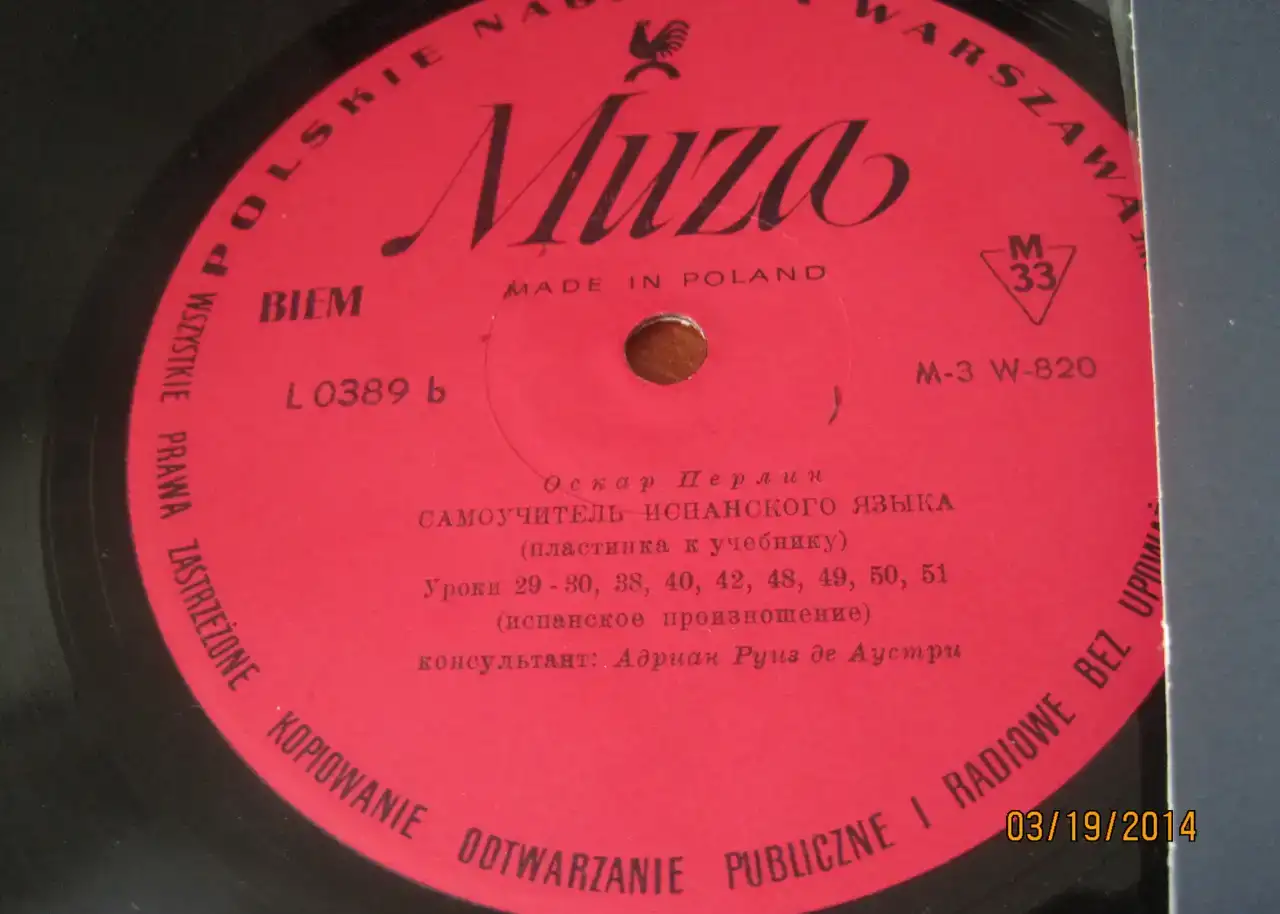 POLSKIE WARSZAWA
Muza
MADE IN POLAND
BIEM
M
33
L 0389 b
M-3 W-820
Оскар Перлин
САМОУЧИТЕЛЬ ИСПАНСКОГО ЯЗЫКА
(пластинка к учебнику)
Уроки 29-30, 38, 40, 42, 48, 49, 50, 51
(испанское произношение)
консультант: Адриан Руиз де Аустри
WSZYSTKIE PRAWA ZASTRZEŻONE KOPIOWANIE ODTWARZANIE PUBLICZNE I RADIOWE BEZ
03/19/2014